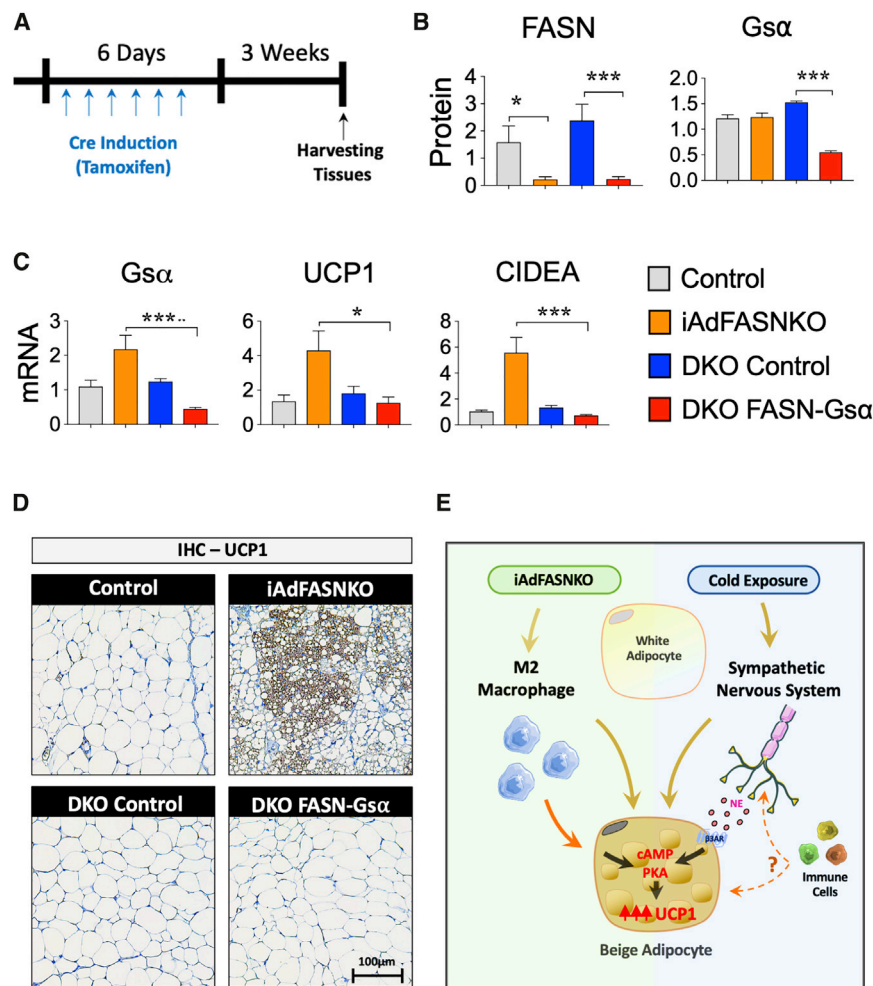 A
6 Days
3 Weeks
Cre Induction
(Tamoxifen)
Harvesting
Tissues
B
FASN
Gsα
Protein
4
3
2
1
0
*
***
2.0
1.5
1.0
0.5
0.0
***
C
Gsα
UCP1
CIDEA
mRNA
3
2
1
0
***..
6
4
2
0
*
8
6
4
2
0
***
Control
iAdFASNKO
DKO Control
DKO FASN-Gsα
D
IHC – UCP1
Control
iAdFASNKO
DKO Control
DKO FASN-Gsα
100μm
E
iAdFASNKO
Cold Exposure
White
Adipocyte
M2
Macrophage
Sympathetic
Nervous System
NE
β3AR
cAMP
PKA
UCP1
?
Immune
Cells
Beige Adipocyte